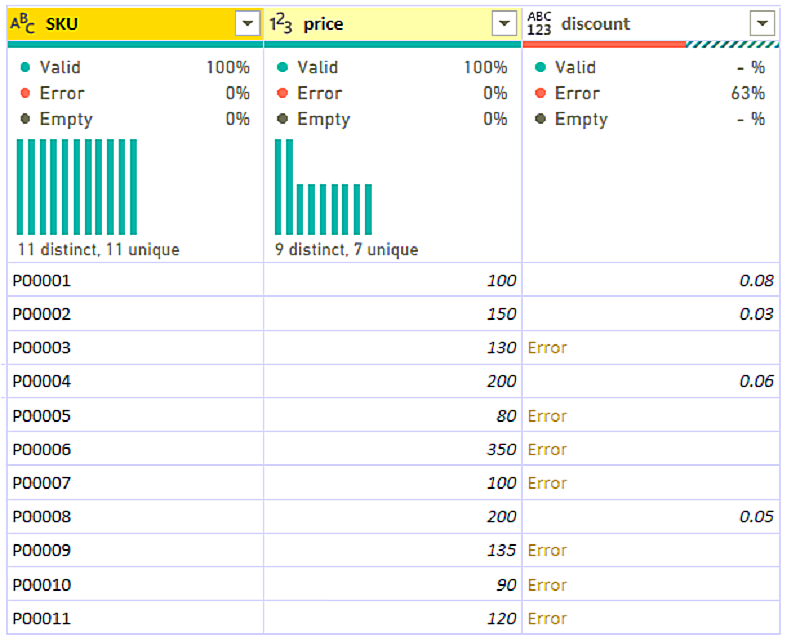 ABC SKU 123 price ABC 123 discount
Valid 100% Valid 100% Valid - %
Error 0% Error 0% Error 63%
Empty 0% Empty 0% Empty - %
11 distinct, 11 unique 9 distinct, 7 unique
P00001 100 0.08
P00002 150 0.03
P00003 130 Error
P00004 200 0.06
P00005 80 Error
P00006 350 Error
P00007 100 Error
P00008 200 0.05
P00009 135 Error
P00010 90 Error
P00011 120 Error